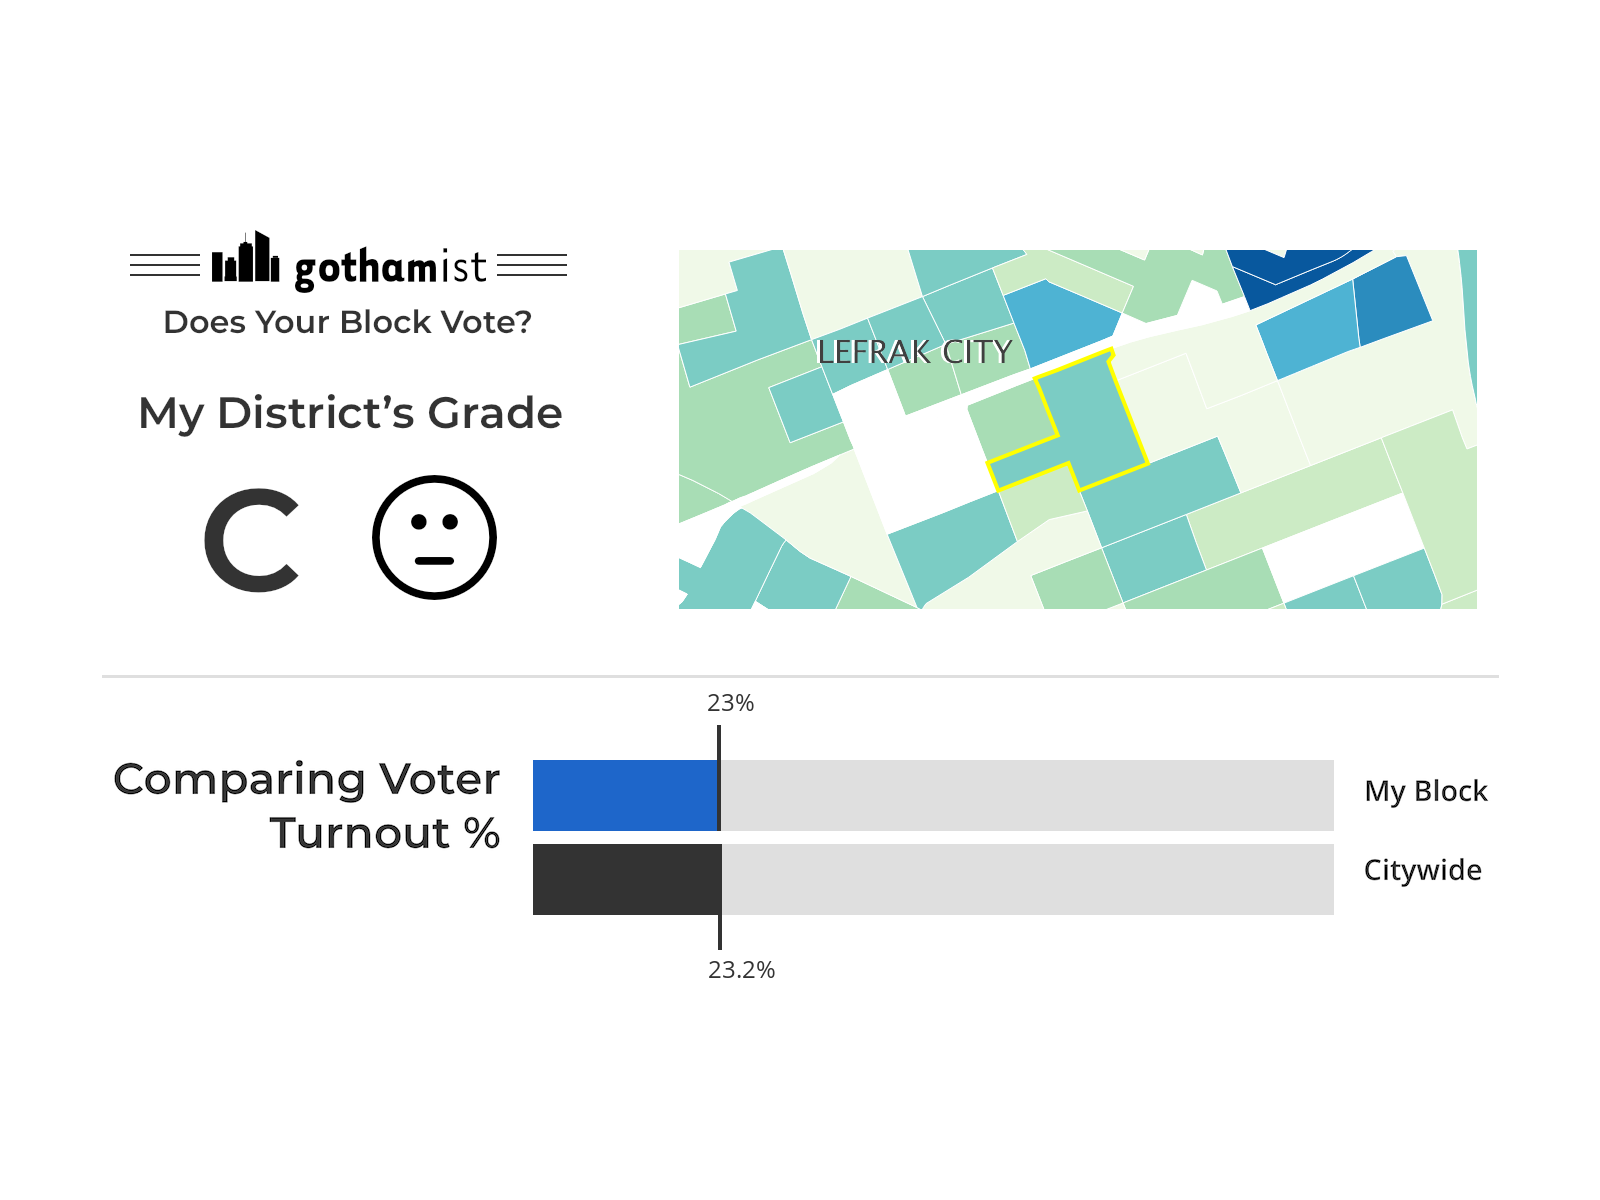 gothamist
Does Your Block Vote?
My District's Grade
C
LEFRAK CITY
23%
Comparing Voter
Turnout %
My Block
Citywide
23.2%